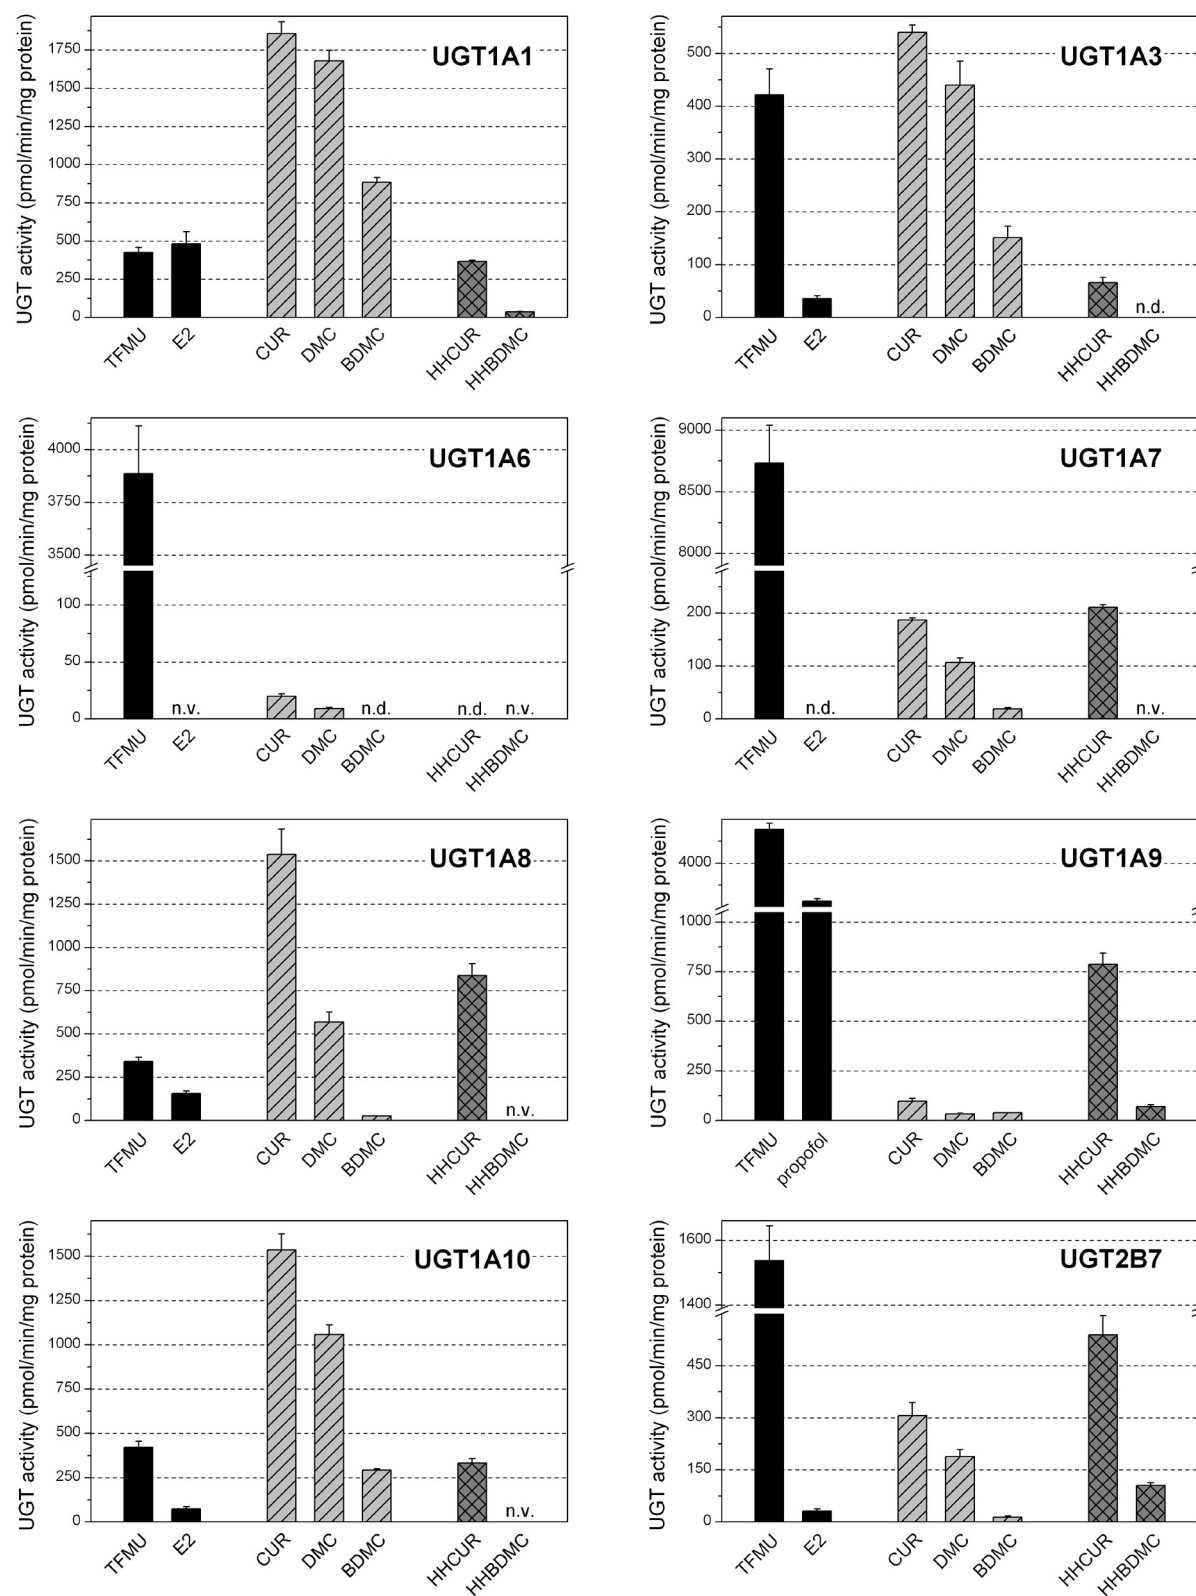 UGT activity (pmol/min/mg protein)
1750
1500
1250
1000
750
500
250
0
UGT1A1
TFMU
E2
CUR
DMC
BDMC
HHCUR
HHBDMC
UGT activity (pmol/min/mg protein)
500
400
300
200
100
0
UGT1A3
n.d.
TFMU
E2
CUR
DMC
BDMC
HHCUR
HHBDMC
UGT activity (pmol/min/mg protein)
4000
3750
3500
100
50
0
UGT1A6
n.v.
n.d.
n.d.
n.v.
TFMU
E2
CUR
DMC
BDMC
HHCUR
HHBDMC
UGT activity (pmol/min/mg protein)
9000
8500
8000
200
100
0
UGT1A7
n.d.
n.v.
TFMU
E2
CUR
DMC
BDMC
HHCUR
HHBDMC
UGT activity (pmol/min/mg protein)
1500
1250
1000
750
500
250
0
UGT1A8
n.v.
TFMU
E2
CUR
DMC
BDMC
HHCUR
HHBDMC
UGT activity (pmol/min/mg protein)
4000
1000
750
500
250
0
UGT1A9
TFMU
propofol
CUR
DMC
BDMC
HHCUR
HHBDMC
UGT activity (pmol/min/mg protein)
1500
1250
1000
750
500
250
0
UGT1A10
n.v.
TFMU
E2
CUR
DMC
BDMC
HHCUR
HHBDMC
UGT activity (pmol/min/mg protein)
1600
1400
450
300
150
0
UGT2B7
TFMU
E2
CUR
DMC
BDMC
HHCUR
HHBDMC